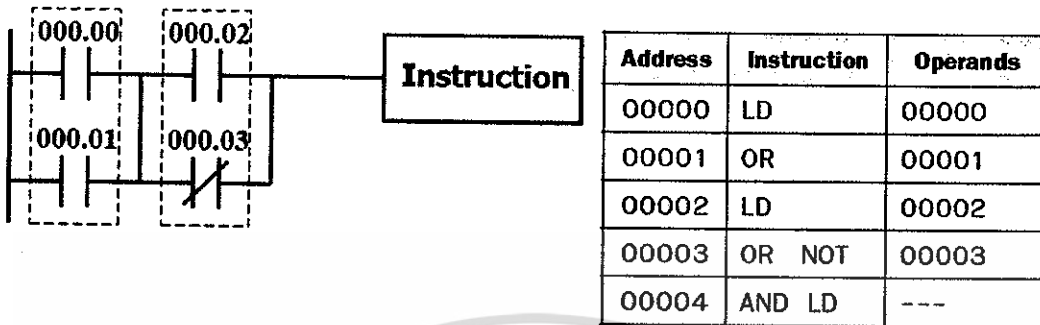 000.00 000.02
Instruction
000.01 000.03
Address Instruction Operands
00000 LD 00000
00001 OR 00001
00002 LD 00002
00003 OR NOT 00003
00004 AND LD ---